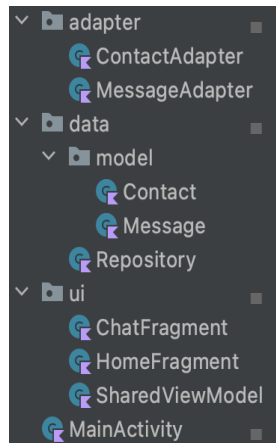 adapter
ContactAdapter
MessageAdapter
data
model
Contact
Message
Repository
ui
ChatFragment
HomeFragment
SharedViewModel
MainActivity